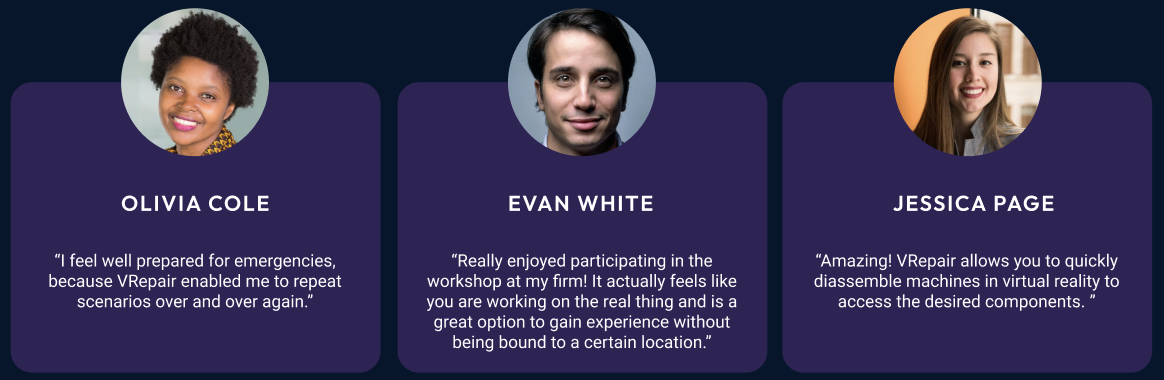 OLIVIA COLE
“I feel well prepared for emergencies,
because VRepair enabled me to repeat
scenarios over and over again.”
EVAN WHITE
“Really enjoyed participating in the
workshop at my firm! It actually feels like
you are working on the real thing and is a
great option to gain experience without
being bound to a certain location.”
JESSICA PAGE
“Amazing! VRepair allows you to quickly
diassemble machines in virtual reality to
access the desired components. ”